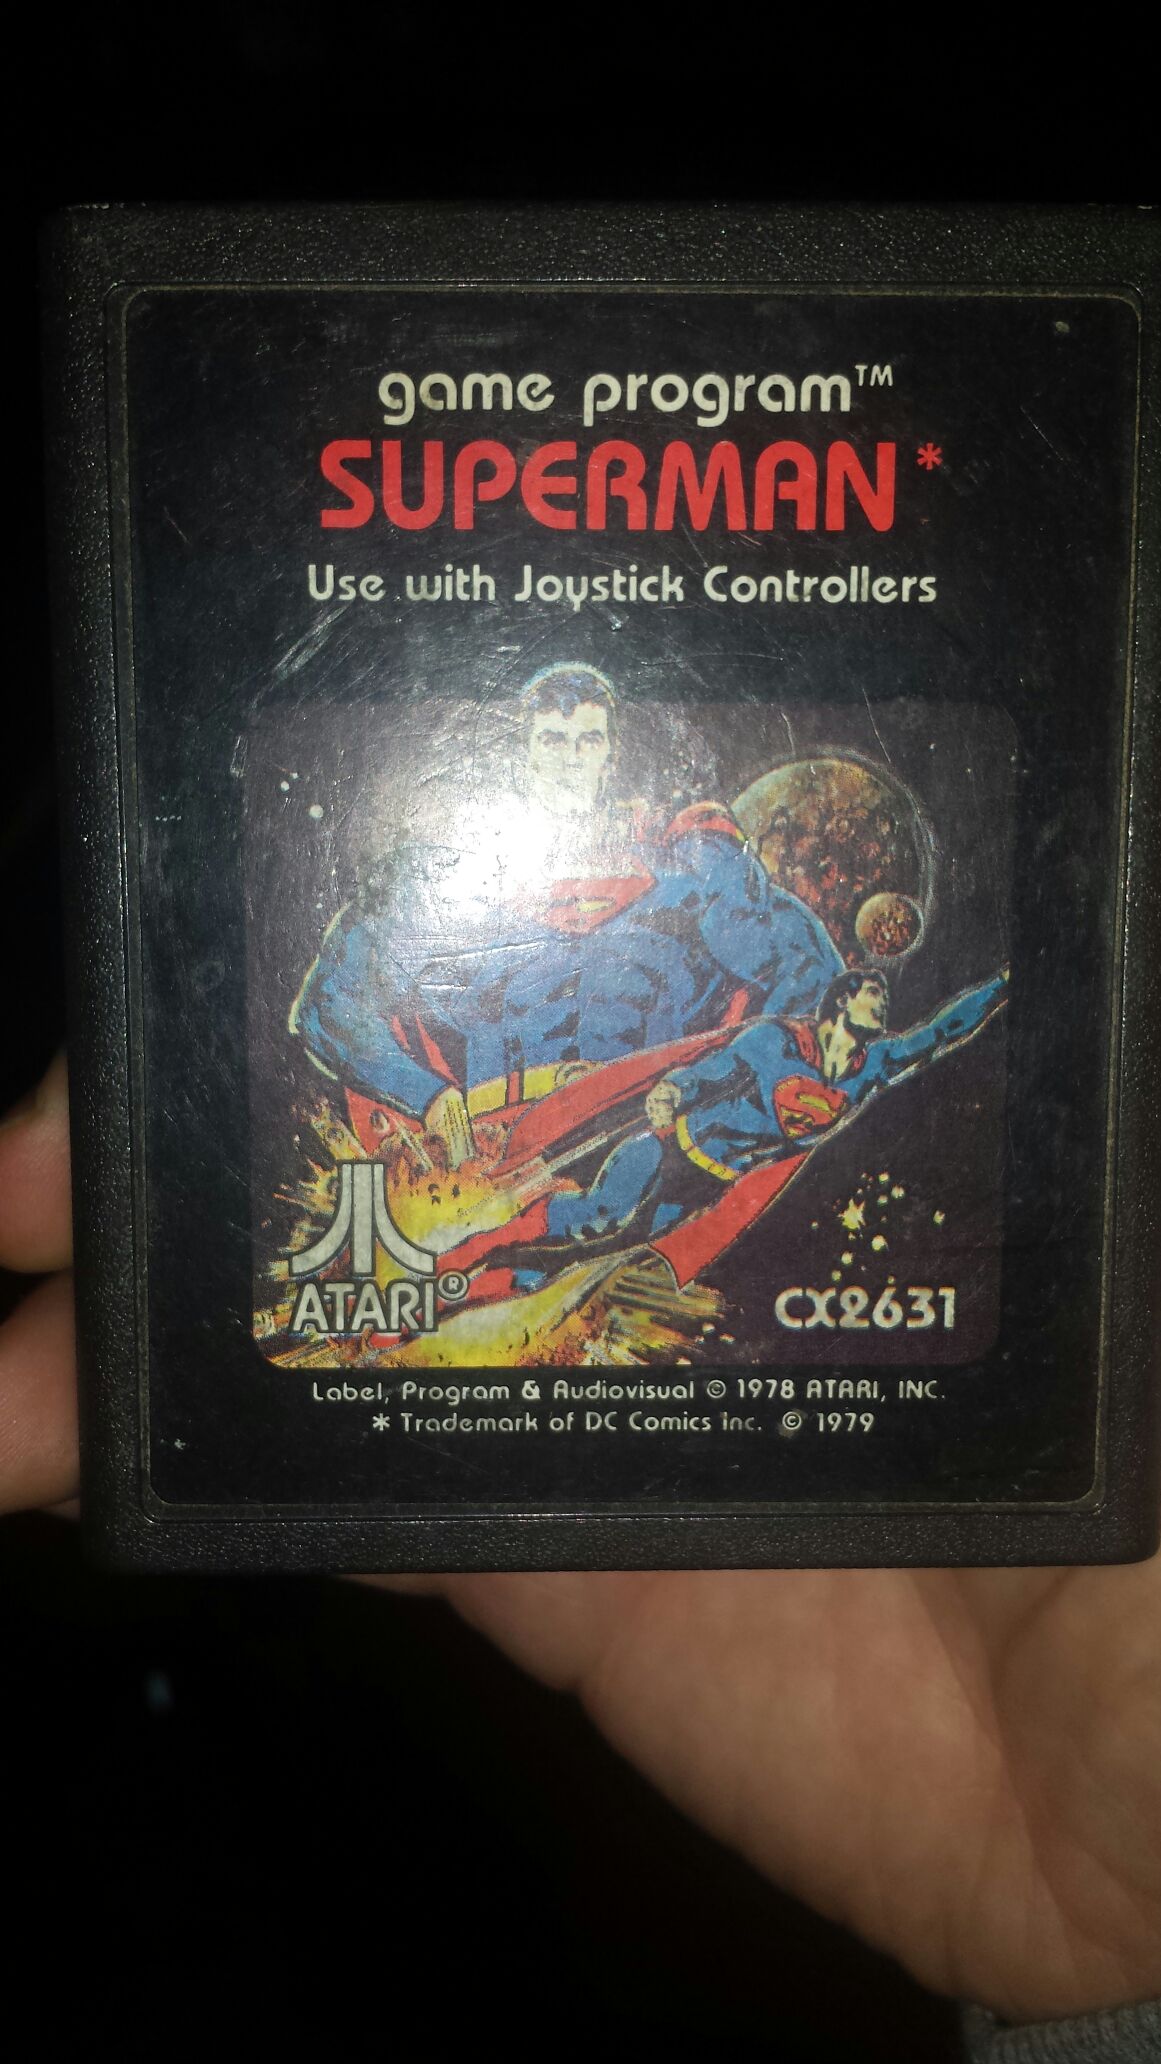 game program™
SUPERMAN*
Use with Joystick Controllers
ATARI®
CX2631
Label, Program & Audiovisual © 1978 ATARI, INC.
* Trademark of DC Comics Inc. © 1979